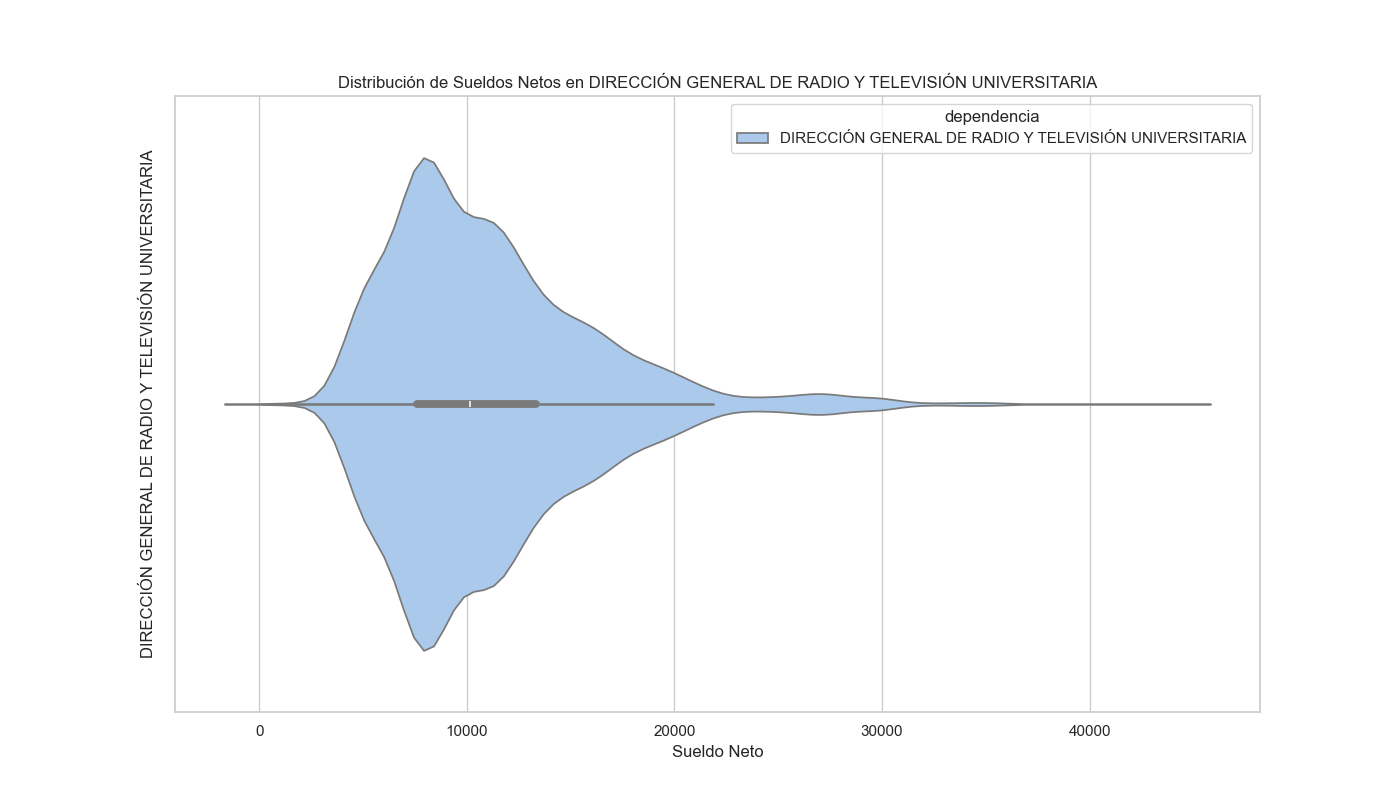 Distribución de Sueldos Netos en DIRECCIÓN GENERAL DE RADIO Y TELEVISIÓN UNIVERSITARIA
dependencia
DIRECCIÓN GENERAL DE RADIO Y TELEVISIÓN UNIVERSITARIA
DIRECCIÓN GENERAL DE RADIO Y TELEVISIÓN UNIVERSITARIA
0 10000 20000 30000 40000
Sueldo Neto